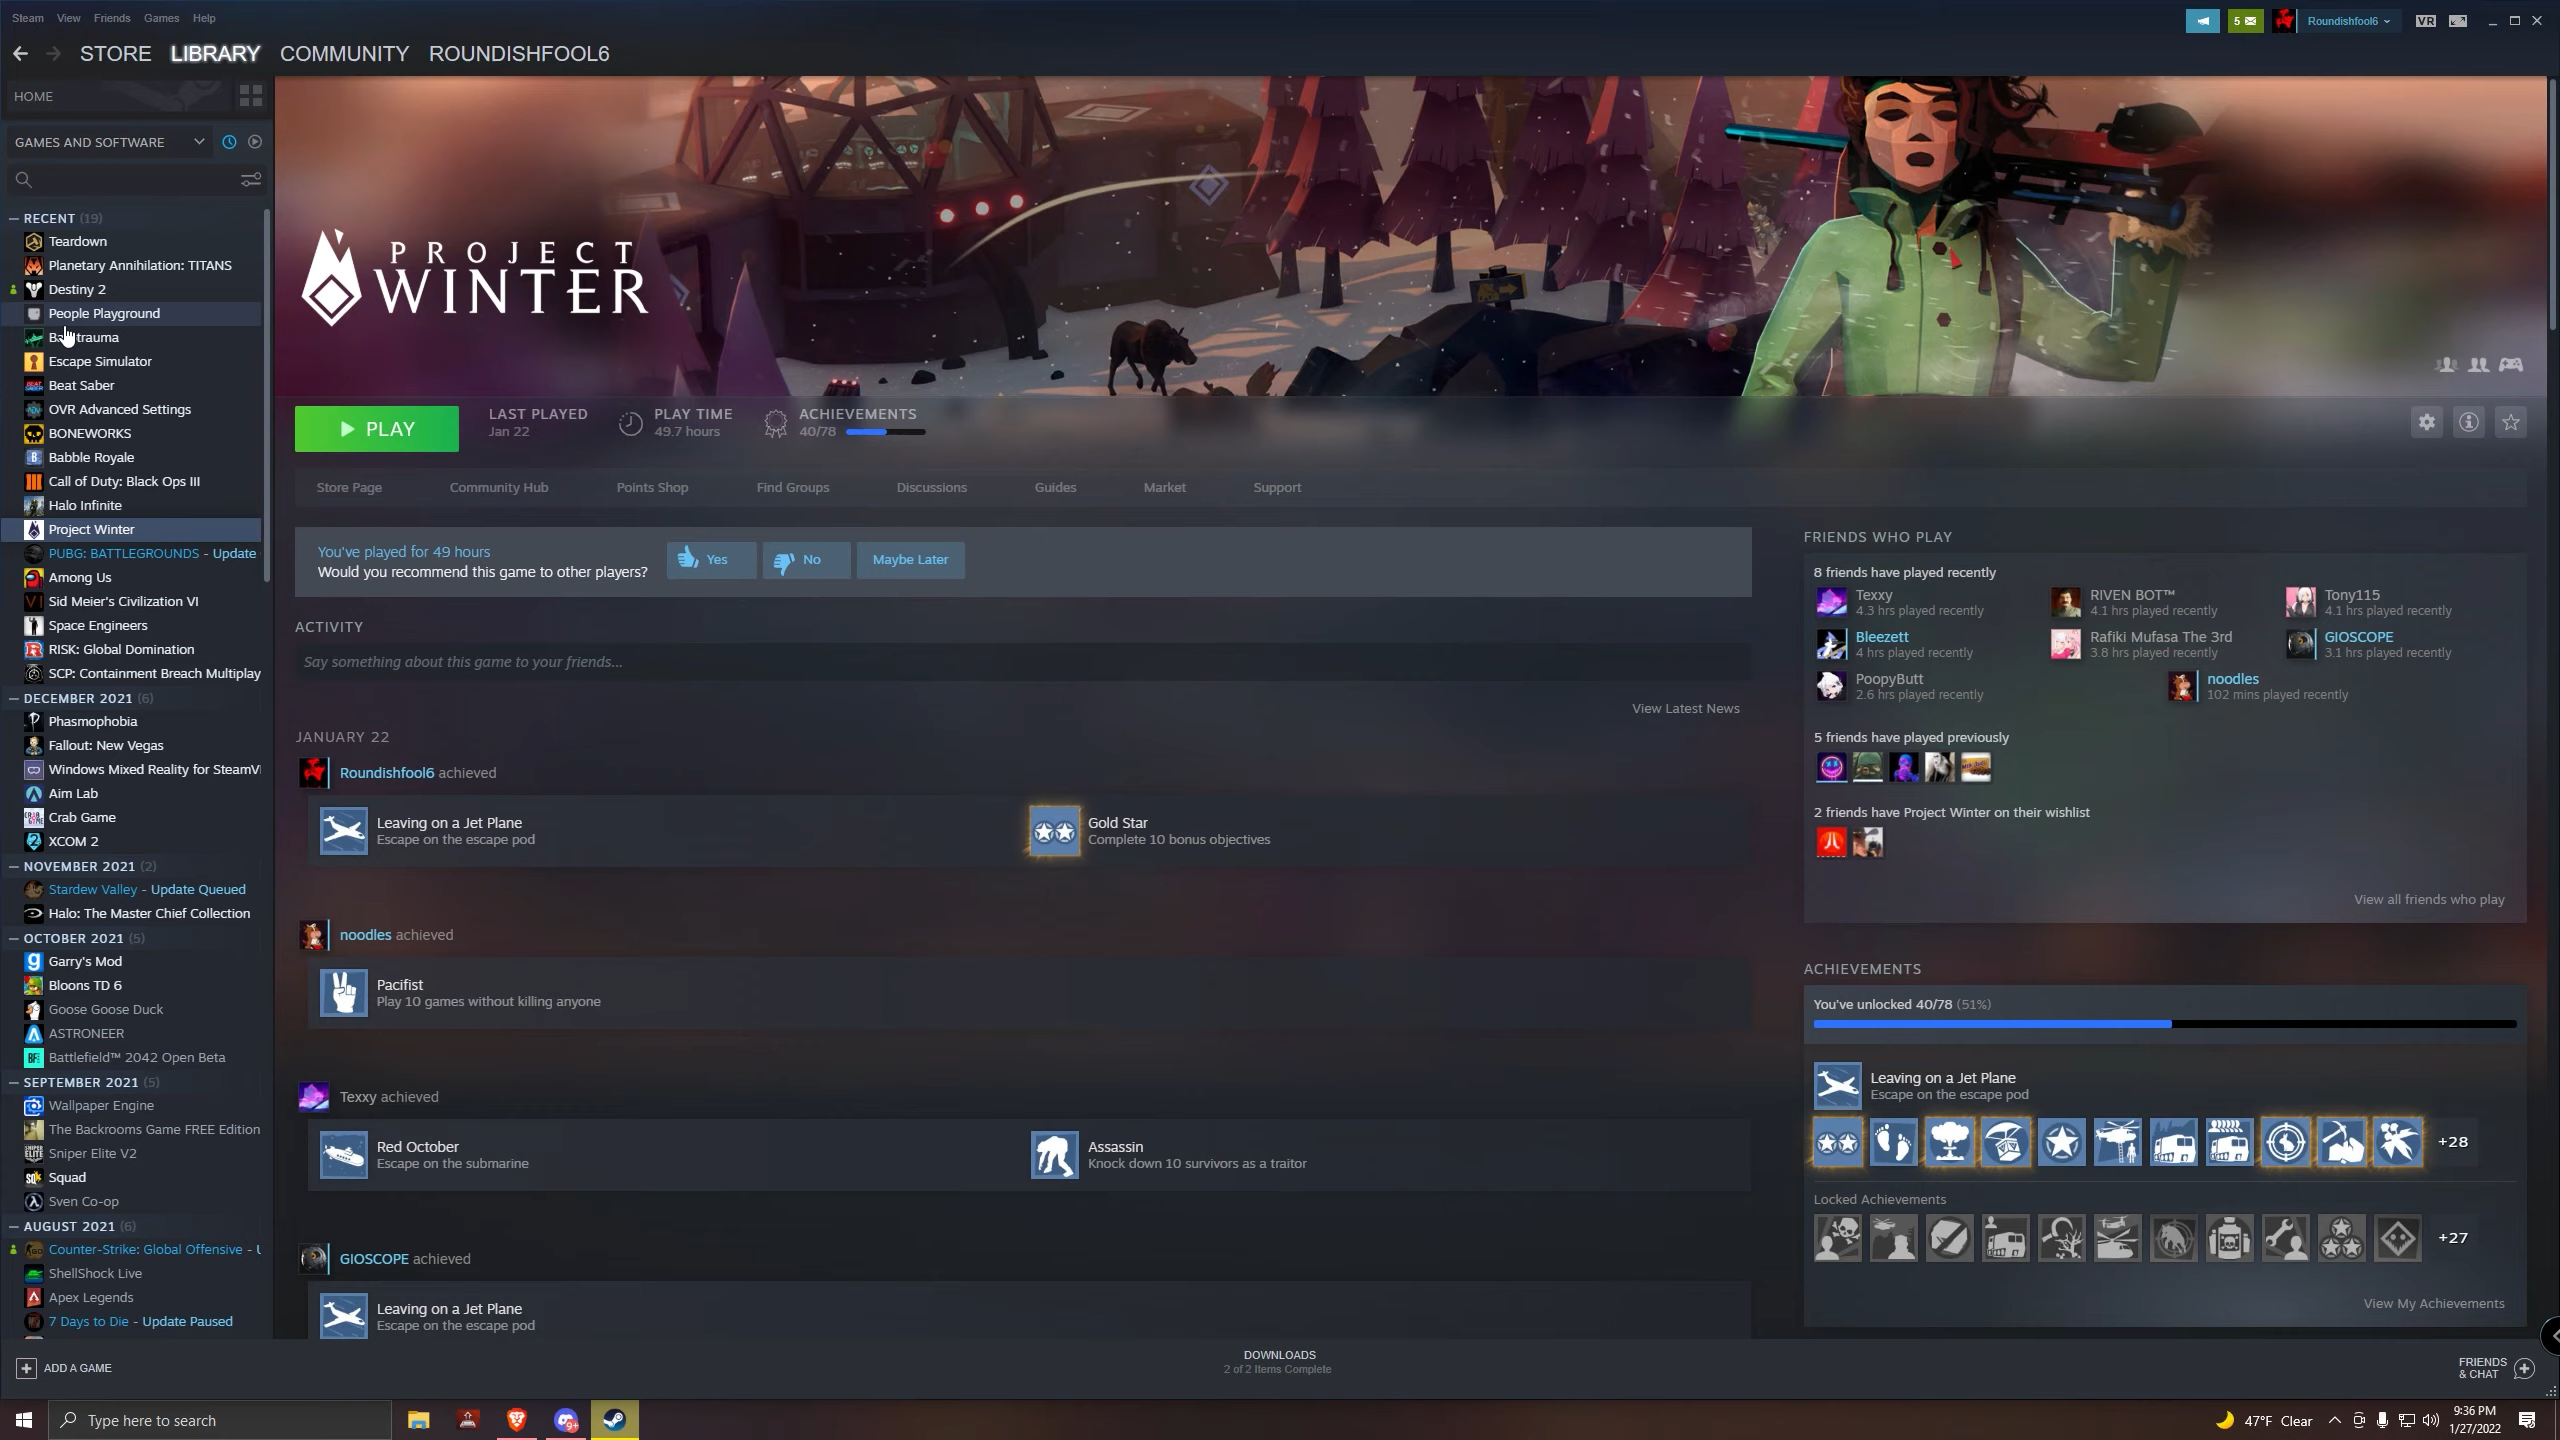 Steam View Friends Games Help
5
Roundishfool6
VR
STORE LIBRARY COMMUNITY ROUNDISHFOOL6
HOME
GAMES AND SOFTWARE
RECENT (19)
Teardown
Planetary Annihilation: TITANS
Destiny 2
People Playground
Ba trauma
Escape Simulator
Beat Saber
OVR Advanced Settings
BONEWORKS
Babble Royale
Call of Duty: Black Ops III
Halo Infinite
Project Winter
PUBG: BATTLEGROUNDS - Update
Among Us
Sid Meier's Civilization VI
Space Engineers
RISK: Global Domination
SCP: Containment Breach Multiplay
DECEMBER 2021 (6)
Phasmophobia
Fallout: New Vegas
Windows Mixed Reality for SteamV
Aim Lab
Crab Game
XCOM 2
NOVEMBER 2021 (2)
Stardew Valley - Update Queued
Halo: The Master Chief Collection
OCTOBER 2021 (5)
Garry's Mod
Bloons TD 6
Goose Goose Duck
ASTRONEER
Battlefield™ 2042 Open Beta
SEPTEMBER 2021 (5)
Wallpaper Engine
The Backrooms Game FREE Edition
Sniper Elite V2
Squad
Sven Co-op
AUGUST 2021 (6)
Counter-Strike: Global Offensive - U
ShellShock Live
Apex Legends
7 Days to Die - Update Paused
ADD A GAME
PROJECT
WINTER
PLAY
LAST PLAYED
Jan 22
PLAY TIME
49.7 hours
ACHIEVEMENTS
40/78
Store Page Community Hub Points Shop Find Groups Discussions Guides Market Support
You've played for 49 hours
Would you recommend this game to other players?
Yes No Maybe Later
ACTIVITY
Say something about this game to your friends...
View Latest News
JANUARY 22
Roundishfool6 achieved
Leaving on a Jet Plane
Escape on the escape pod
Gold Star
Complete 10 bonus objectives
noodles achieved
Pacifist
Play 10 games without killing anyone
Texxy achieved
Red October
Escape on the submarine
Assassin
Knock down 10 survivors as a traitor
GIOSCOPE achieved
Leaving on a Jet Plane
Escape on the escape pod
FRIENDS WHO PLAY
8 friends have played recently
Texxy
4.3 hrs played recently
RIVEN BOT™
4.1 hrs played recently
Tony115
4.1 hrs played recently
Bleezett
4 hrs played recently
Rafiki Mufasa The 3rd
3.8 hrs played recently
GIOSCOPE
3.1 hrs played recently
PoopyButt
2.6 hrs played recently
noodles
102 mins played recently
5 friends have played previously
2 friends have Project Winter on their wishlist
View all friends who play
ACHIEVEMENTS
You've unlocked 40/78 (51%)
Leaving on a Jet Plane
Escape on the escape pod
+28
Locked Achievements
+27
View My Achievements
DOWNLOADS
2 of 2 Items Complete
FRIENDS
& CHAT
Type here to search
9+
47°F Clear
9:36 PM
1/27/2022